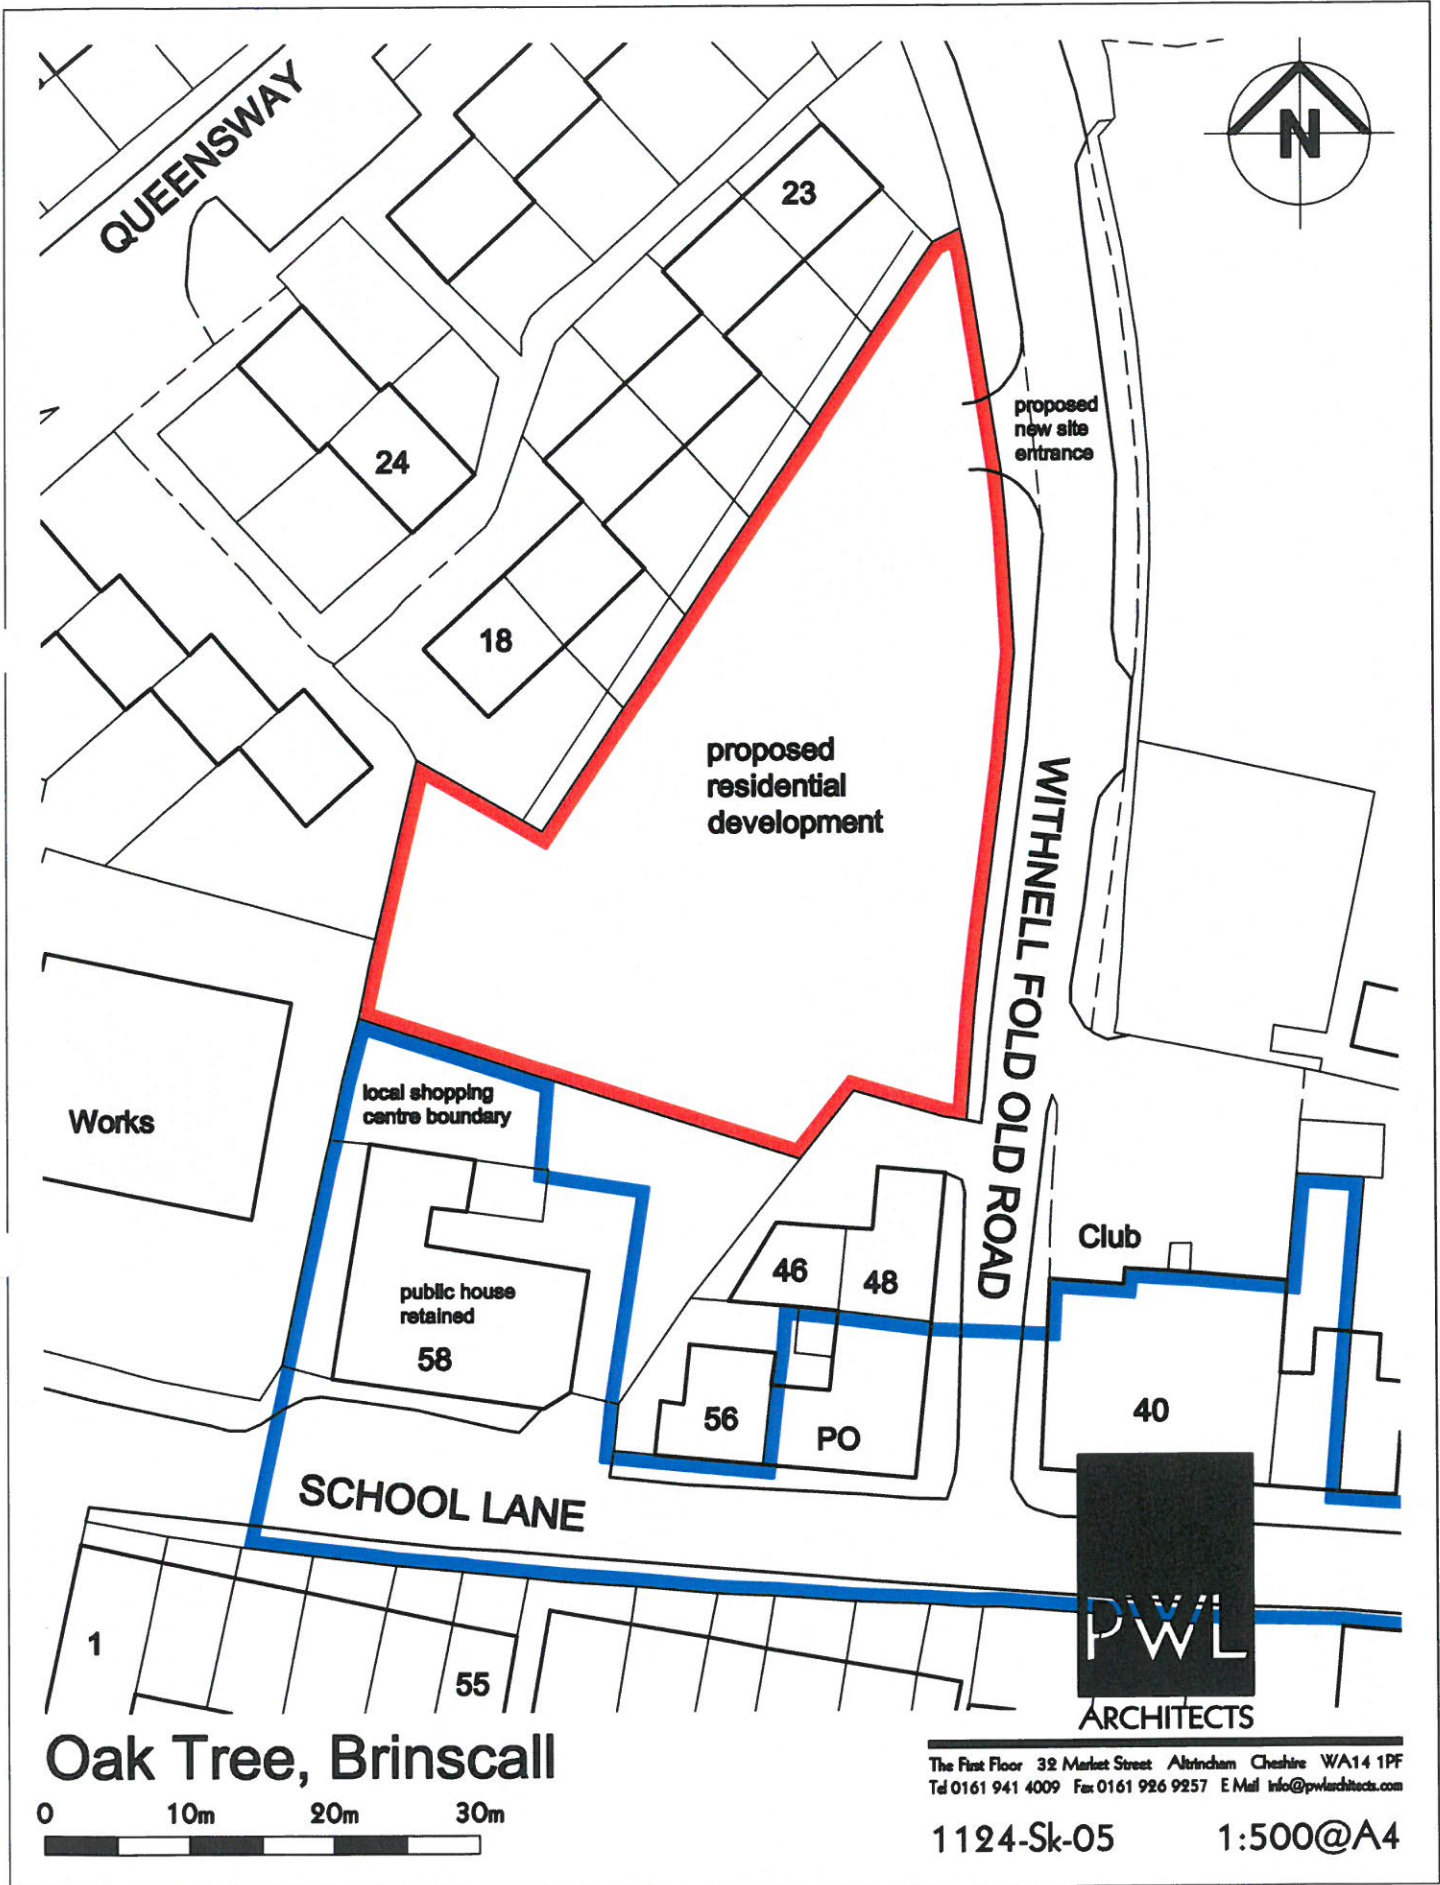 QUEENSWAY
N
23
proposed
new site
entrance
24
18
proposed
residential
development
WITHNELL FOLD OLD ROAD
local shopping
centre boundary
Works
Club
46
48
public house
retained
58
40
56
PO
SCHOOL LANE
1
55
PWL
ARCHITECTS
Oak Tree, Brinscall
0 10m 20m 30m
The First Floor 32 Market Street Altrincham Cheshire WA14 1PF
Tel 0161 941 4009 Fax 0161 926 9257 E Mail info@pwlarchitects.com
1124-Sk-05 1:500@A4